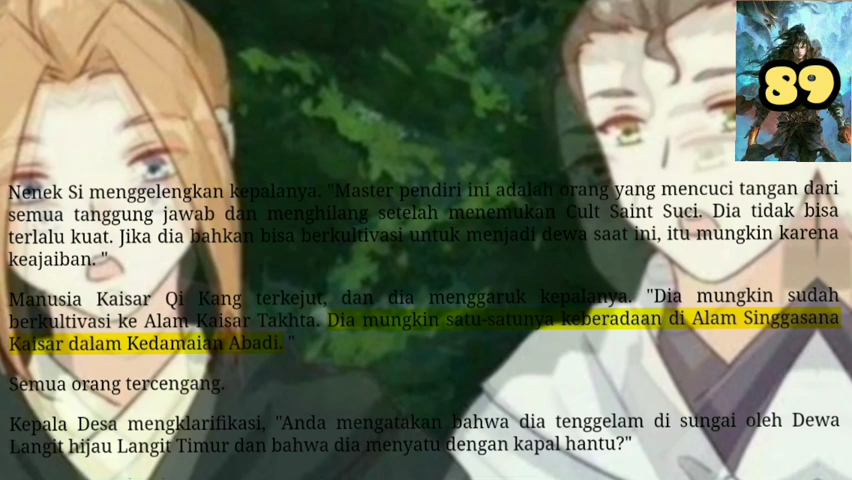 89
Nenek Si menggelengkan kepalanya. "Master pendiri ini adalah orang yang mencuci tangan dari
semua tanggung jawab dan menghilang setelah menemukan Cult Saint Suci. Dia tidak bisa
terlalu kuat. Jika dia bahkan bisa berkultivasi untuk menjadi dewa saat ini, itu mungkin karena
keajaiban. "
Manusia Kaisar Qi Kang terkejut, dan dia menggaruk kepalanya. "Dia mungkin sudah
berkultivasi ke Alam Kaisar Takhta. Dia mungkin satu-satunya keberadaan di Alam Singgasana
Kaisar dalam Kedamaian Abadi. "
Semua orang tercengang.
Kepala Desa mengklarifikasi, "Anda mengatakan bahwa dia tenggelam di sungai oleh Dewa
Langit hijau Langit Timur dan bahwa dia menyatu dengan kapal hantu?"